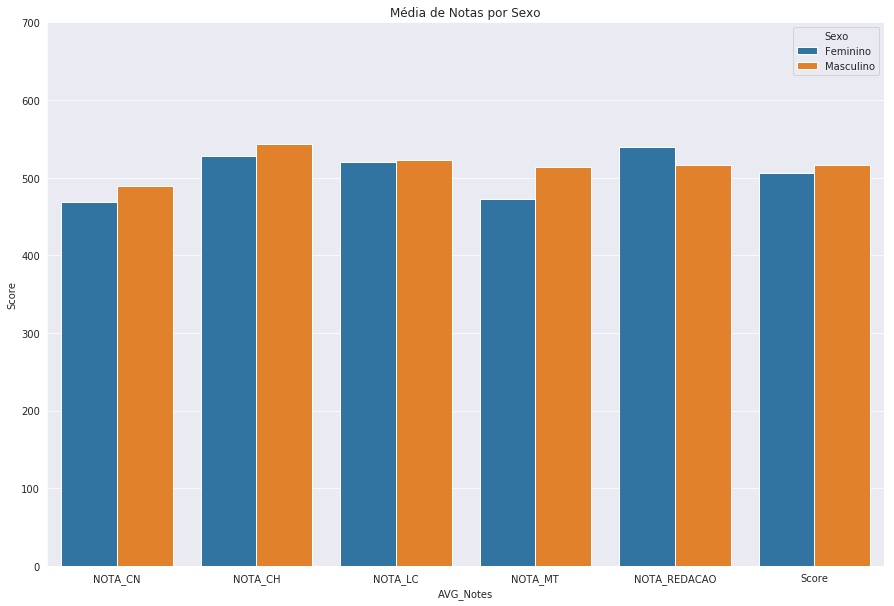 Média de Notas por Sexo
Sexo
Feminino
Masculino
700
600
500
400
300
200
100
0
Score
NOTA_CN NOTA_CH NOTA_LC NOTA_MT NOTA_REDACAO Score
AVG_Notes